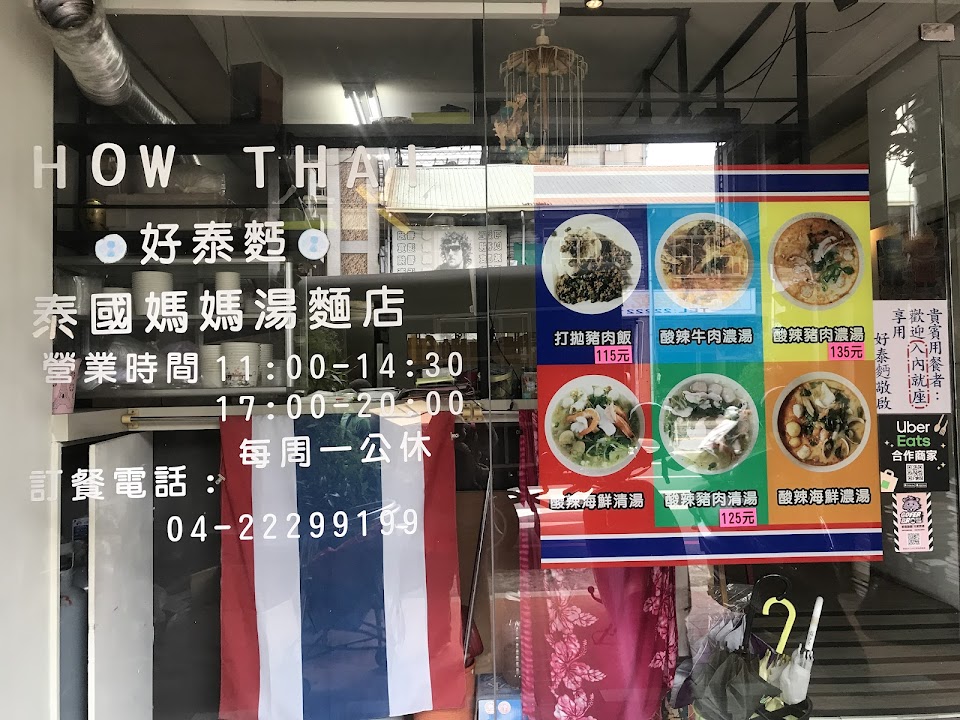 HOW THAI
好泰麪
泰國媽媽湯麵店
營業時間 11:00-14:30
17:00-20:00
每周一公休
訂餐電話：
04-22299199
打拋豬肉飯
115元
酸辣牛肉濃湯
酸辣豬肉濃湯
135元
酸辣海鮮清湯
酸辣豬肉清湯
125元
酸辣海鮮濃湯
貴賓用餐者：
歡迎(入內就座)
享用
好泰麪敬啟
Uber
Eats
合作商家